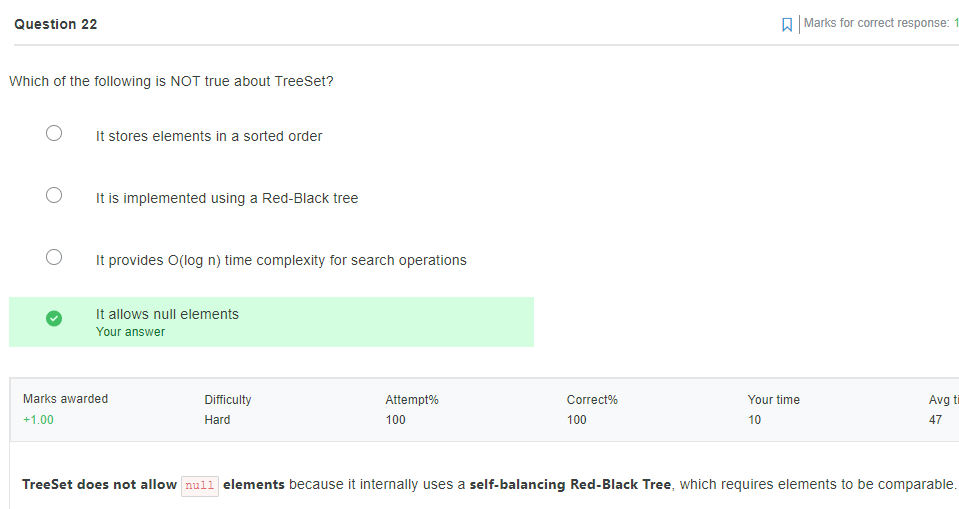 Question 22
Marks for correct response: 1
Which of the following is NOT true about TreeSet?
It stores elements in a sorted order
It is implemented using a Red-Black tree
It provides O(log n) time complexity for search operations
It allows null elements
Your answer
Marks awarded Difficulty Attempt% Correct% Your time Avg ti
+1.00 Hard 100 100 10 47
TreeSet does not allow null elements because it internally uses a self-balancing Red-Black Tree, which requires elements to be comparable.